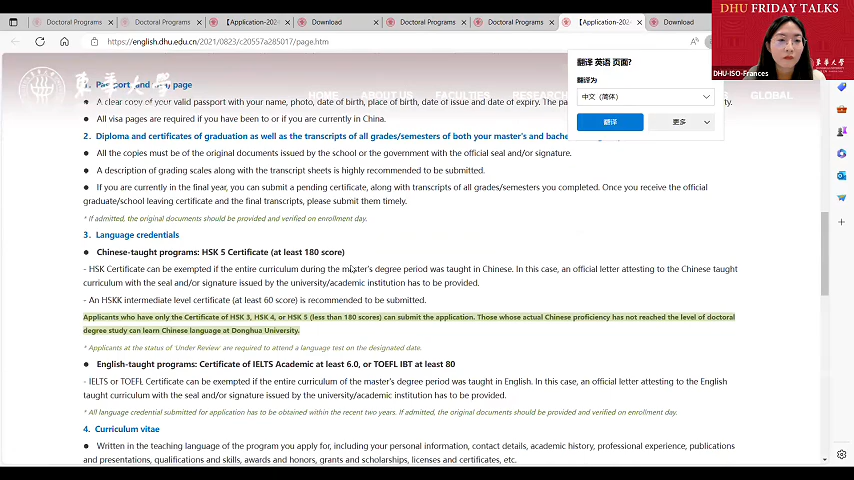 DHU FRIDAY TALKS
Doctoral Programs
Doctoral Programs
【Application-2024
Download
Doctoral Programs
Doctoral Programs
【Application-2024
Download
https://english.dhu.edu.cn/2021/0823/c20557a285017/page.htm
DHU-ISO-Frances
東華大學
翻译 英语 页面?
翻译为
中文 (简体)
翻译
更多
HOME ABOUT US FACULTIES RESEARCH GLOBAL
1. Passport (and visa) page
● A clear copy of your valid passport with your name, photo, date of birth, place of birth, date of issue and date of expiry. The pa
● All visa pages are required if you have been to or if you are currently in China.
2. Diploma and certificates of graduation as well as the transcripts of all grades/semesters of both your master's and bache
● All the copies must be of the original documents issued by the school or the government with the official seal and/or signature.
● A description of grading scales along with the transcript sheets is highly recommended to be submitted.
● If you are currently in the final year, you can submit a pending certificate, along with transcripts of all grades/semesters you completed. Once you receive the official
graduate/school leaving certificate and the final transcripts, please submit them timely.
* If admitted, the original documents should be provided and verified on enrollment day.
3. Language credentials
● Chinese-taught programs: HSK 5 Certificate (at least 180 score)
- HSK Certificate can be exempted if the entire curriculum during the master's degree period was taught in Chinese. In this case, an official letter attesting to the Chinese taught
curriculum with the seal and/or signature issued by the university/academic institution has to be provided.
- An HSKK intermediate level certificate (at least 60 score) is recommended to be submitted.
Applicants who have only the Certificate of HSK 3, HSK 4, or HSK 5 (less than 180 scores) can submit the application. Those whose actual Chinese proficiency has not reached the level of doctoral
degree study can learn Chinese language at Donghua University.
* Applicants at the status of 'Under Review' are required to attend a language test on the designated date.
● English-taught programs: Certificate of IELTS Academic at least 6.0, or TOEFL IBT at least 80
- IELTS or TOEFL Certificate can be exempted if the entire curriculum of the master's degree period was taught in English. In this case, an official letter attesting to the English
taught curriculum with the seal and/or signature issued by the university/academic institution has to be provided.
* All language credential submitted for application has to be obtained within the recent two years. If admitted, the original documents should be provided and verified on enrollment day.
4. Curriculum vitae
● Written in the teaching language of the program you apply for, including your personal information, contact details, academic history, professional experience, publications
and presentations, qualifications and skills, awards and honors, grants and scholarships, licenses and certificates, etc.